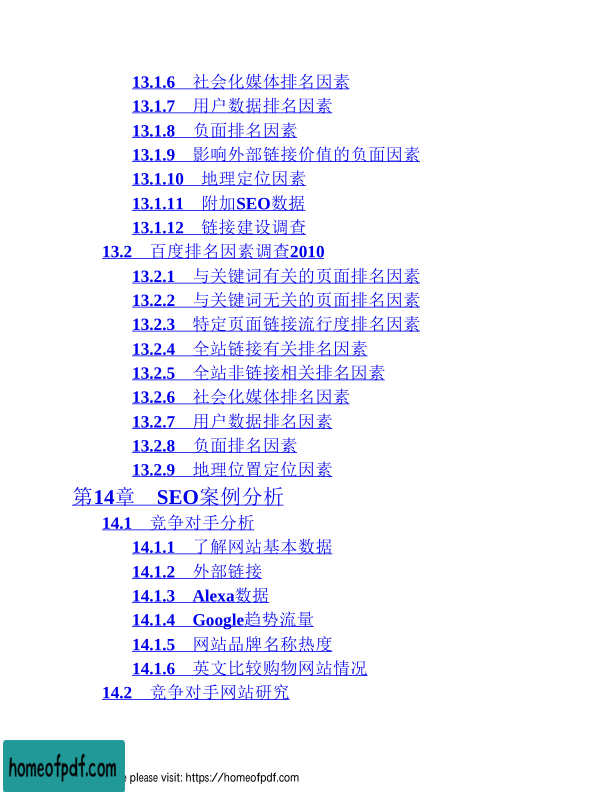 13.1.6 社会化媒体排名因素
13.1.7 用户数据排名因素
13.1.8 负面排名因素
13.1.9 影响外部链接价值的负面因素
13.1.10 地理定位因素
13.1.11 附加SEO数据
13.1.12 链接建设调查
13.2 百度排名因素调查2010
13.2.1 与关键词有关的页面排名因素
13.2.2 与关键词无关的页面排名因素
13.2.3 特定页面链接流行度排名因素
13.2.4 全站链接有关排名因素
13.2.5 全站非链接相关排名因素
13.2.6 社会化媒体排名因素
13.2.7 用户数据排名因素
13.2.8 负面排名因素
13.2.9 地理位置定位因素
第14章 SEO案例分析
14.1 竞争对手分析
14.1.1 了解网站基本数据
14.1.2 外部链接
14.1.3 Alexa数据
14.1.4 Google趋势流量
14.1.5 网站品牌名称热度
14.1.6 英文比较购物网站情况
14.2 竞争对手网站研究
homeofpdf.com
please visit: https://homeofpdf.com